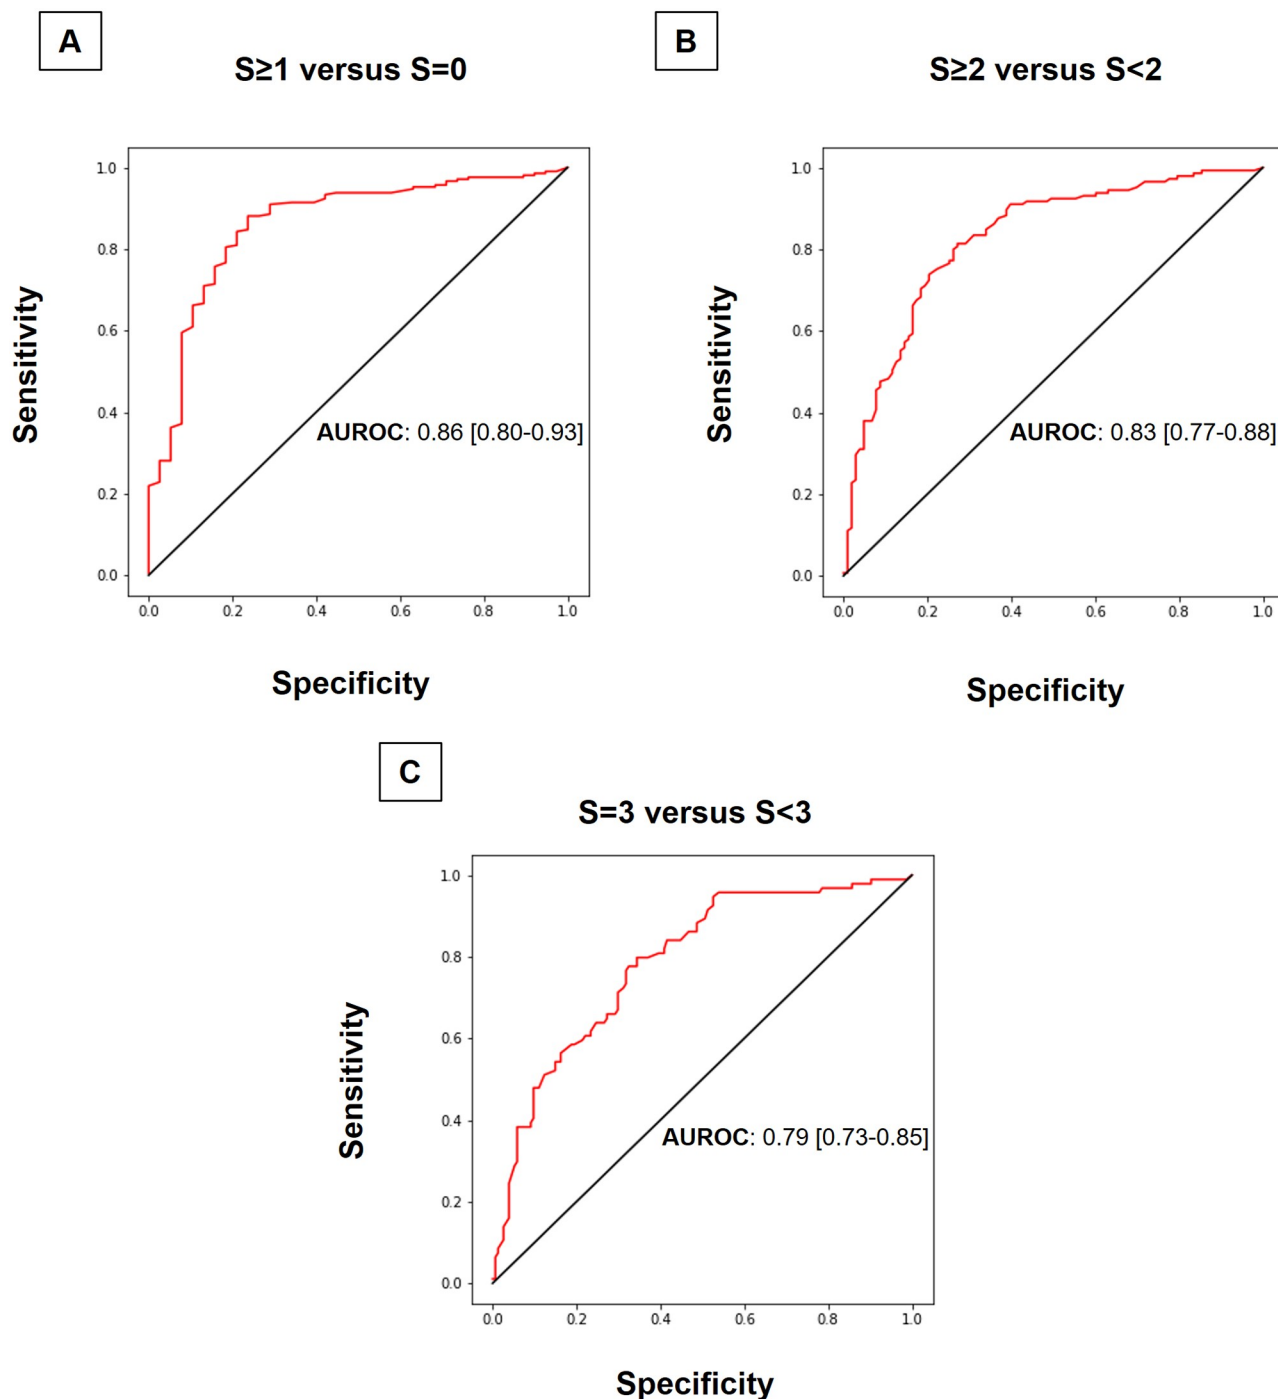 A
S≥1 versus S=0
1.0
0.8
0.6
0.4
0.2
0.0
Sensitivity
AUROC: 0.86 [0.80-0.93]
0.0 0.2 0.4 0.6 0.8 1.0
Specificity
B
S≥2 versus S<2
1.0
0.8
0.6
0.4
0.2
0.0
Sensitivity
AUROC: 0.83 [0.77-0.88]
0.0 0.2 0.4 0.6 0.8 1.0
Specificity
C
S=3 versus S<3
1.0
0.8
0.6
0.4
0.2
0.0
Sensitivity
AUROC: 0.79 [0.73-0.85]
0.0 0.2 0.4 0.6 0.8 1.0
Specificity